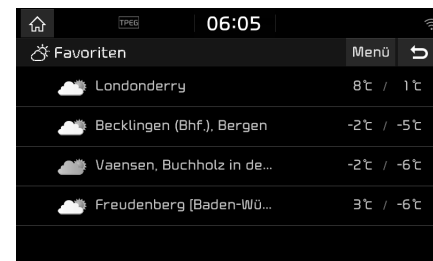 TPEG 06:05
Favoriten Menü
Londonderry 8℃ / 1℃
Becklingen (Bhf.), Bergen -2℃ / -5℃
Vaensen, Buchholz in de... -2℃ / -6℃
Freudenberg [Baden-Wü... 3℃ / -6℃